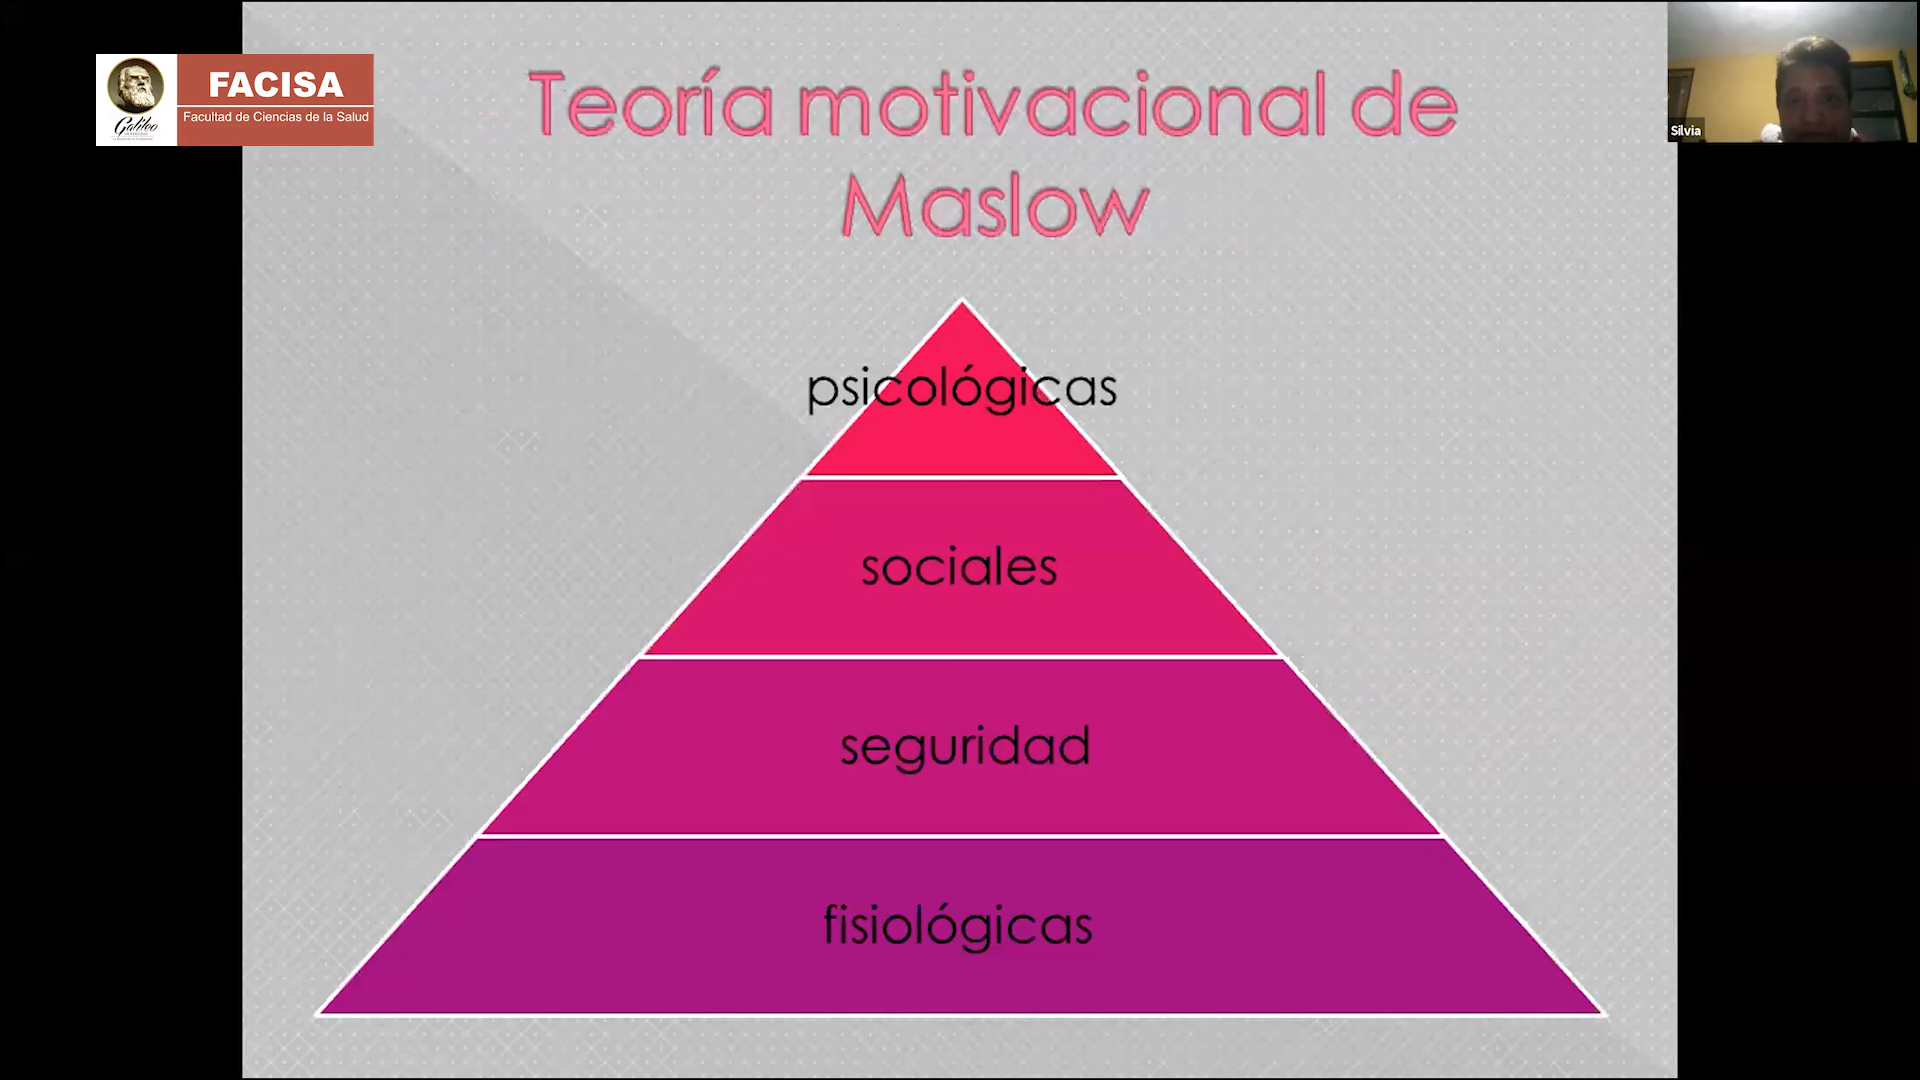 FACISA
Facultad de Ciencias de la Salud
Galileo
Teoría motivacional de
Maslow
Silvia
psicológicas
sociales
seguridad
fisiológicas